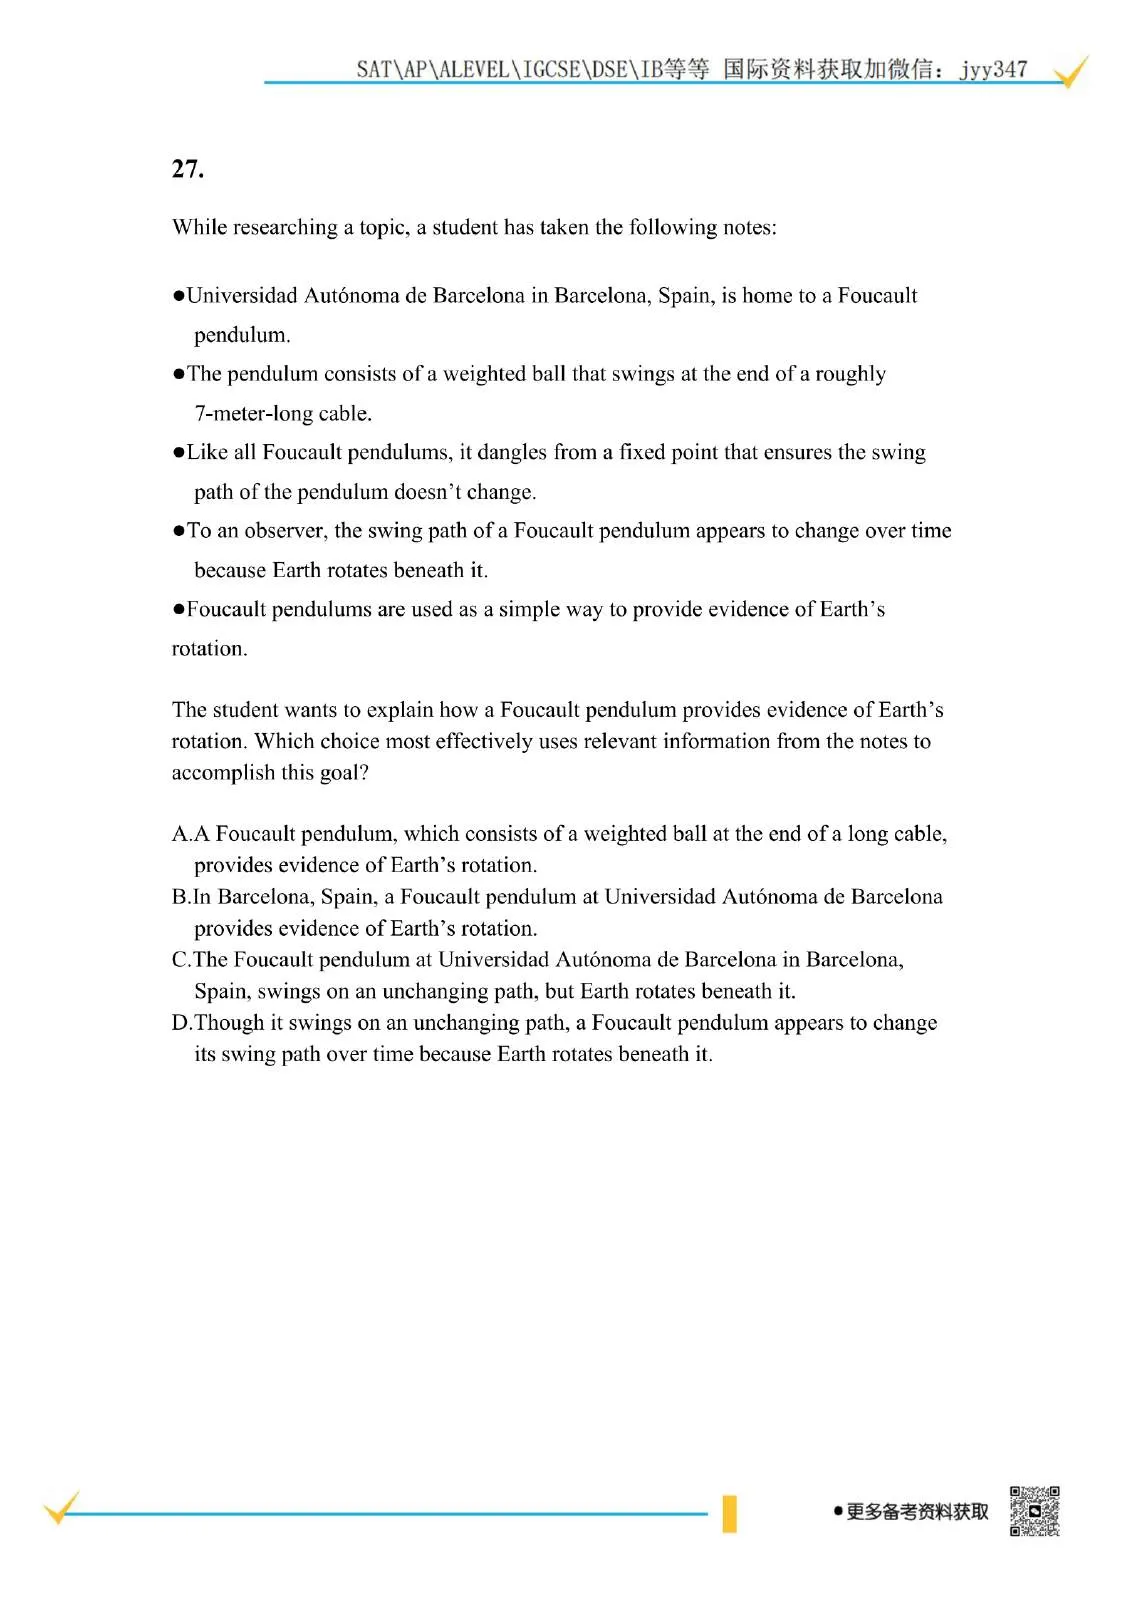 SAT\AP\ALEVEL\IGCSE\DSE\IB等等 国际资料获取加微信：jyy347
27.
While researching a topic, a student has taken the following notes:
●Universidad Autónoma de Barcelona in Barcelona, Spain, is home to a Foucault
pendulum.
●The pendulum consists of a weighted ball that swings at the end of a roughly
7-meter-long cable.
●Like all Foucault pendulums, it dangles from a fixed point that ensures the swing
path of the pendulum doesn’t change.
●To an observer, the swing path of a Foucault pendulum appears to change over time
because Earth rotates beneath it.
●Foucault pendulums are used as a simple way to provide evidence of Earth’s
rotation.
The student wants to explain how a Foucault pendulum provides evidence of Earth’s
rotation. Which choice most effectively uses relevant information from the notes to
accomplish this goal?
A.A Foucault pendulum, which consists of a weighted ball at the end of a long cable,
provides evidence of Earth’s rotation.
B.In Barcelona, Spain, a Foucault pendulum at Universidad Autónoma de Barcelona
provides evidence of Earth’s rotation.
C.The Foucault pendulum at Universidad Autónoma de Barcelona in Barcelona,
Spain, swings on an unchanging path, but Earth rotates beneath it.
D.Though it swings on an unchanging path, a Foucault pendulum appears to change
its swing path over time because Earth rotates beneath it.
●更多备考资料获取